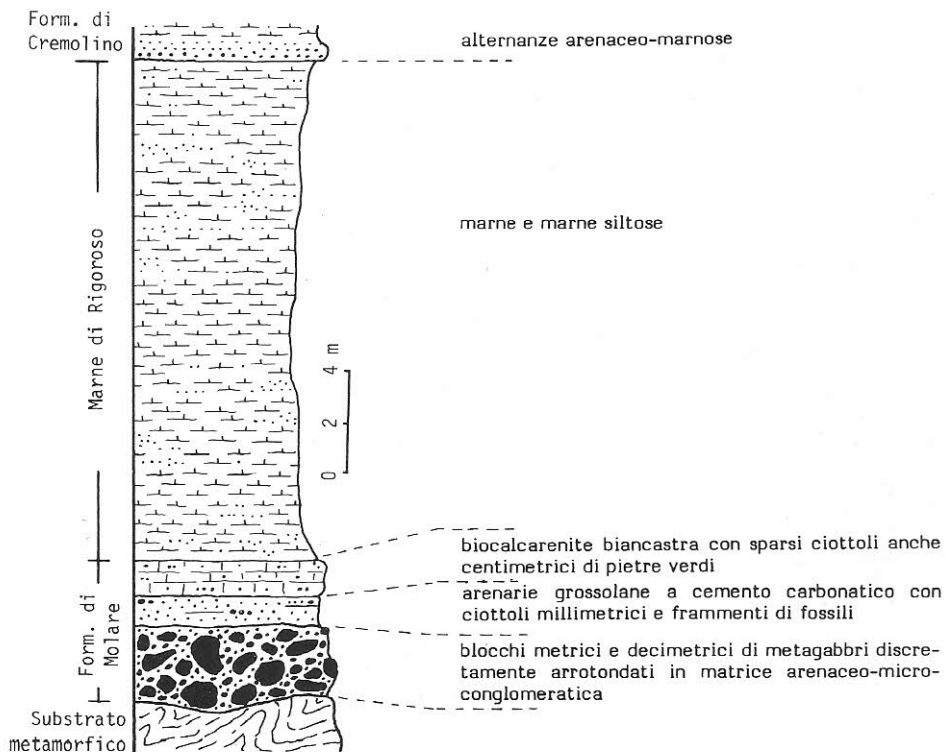 Form. di
Cremolino
alternanze arenaceo-marnose
Marne di Rigoroso
marne e marne siltose
4 m
2
0
biocalcarenite biancastra con sparsi ciottoli anche
centimetrici di pietre verdi
arenarie grossolane a cemento carbonatico con
ciottoli millimetrici e frammenti di fossili
Form. di
Molare
blocchi metrici e decimetrici di metagabbri discre-
tamente arrotondati in matrice arenaceo-micro-
conglomeratica
Substrato
metamorfico